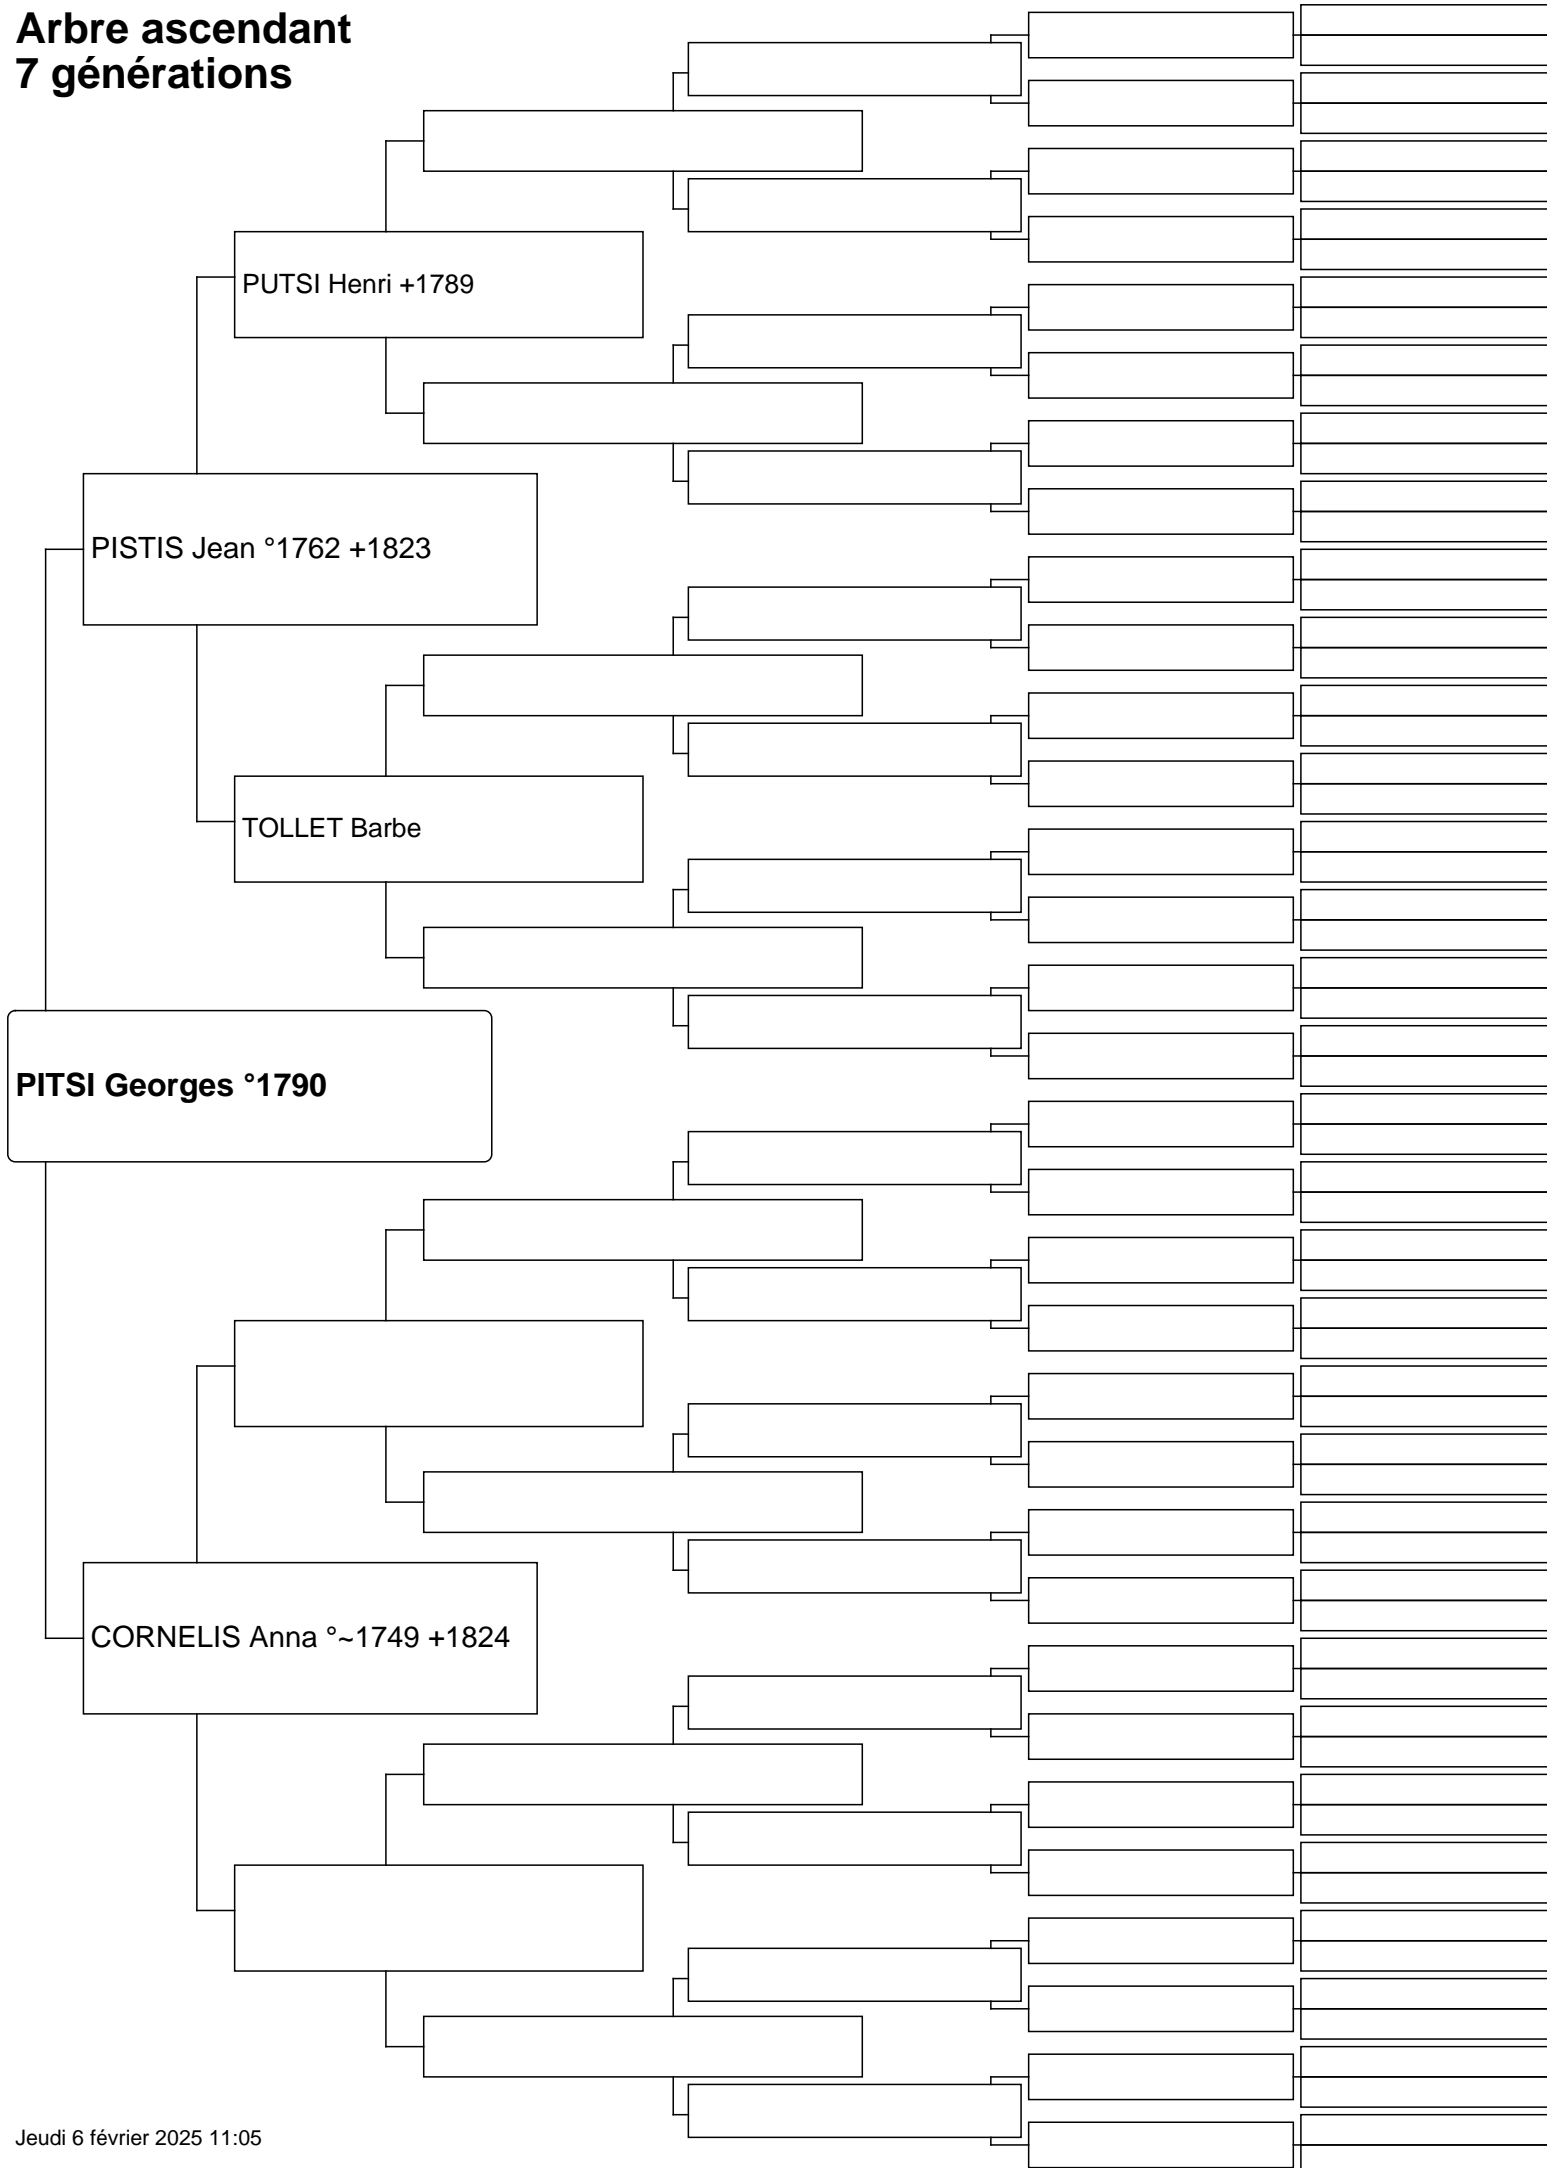 Arbre ascendant
7 générations
PUTSI Henri +1789
PISTIS Jean °1762 +1823
TOLLET Barbe
PITSI Georges °1790
CORNELIS Anna °~1749 +1824
Jeudi 6 février 2025 11:05